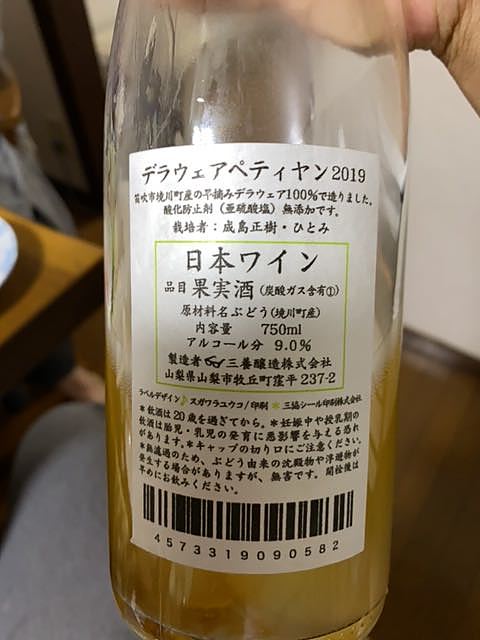 デラウェアペティヤン2019
笛吹市境川町産の早摘みデラウェア100%で造りました。
酸化防止剤(亜硫酸塩)無添加です。
栽培者:成島正樹・ひとみ
日本ワイン
品目 果実酒(炭酸ガス含有①)
原材料名 ぶどう(境川町産)
内容量 750ml
アルコール分 9.0%
製造者 三養醸造株式会社
山梨県山梨市牧丘町窪平 237-2
ラベルデザイン♪スガワラユウコ/印刷*三協シール印刷株式会社
*飲酒は20歳を過ぎてから。*妊娠中や授乳期の
飲酒は胎児・乳児の発育に悪影響を与える恐れ
があります。*キャップの切り口にご注意ください。
*無濾過のため、ぶどう由来の沈殿物や浮遊物が
発生する場合がありますが、無害です。開栓後は
早めにお飲みください。
4573319090582